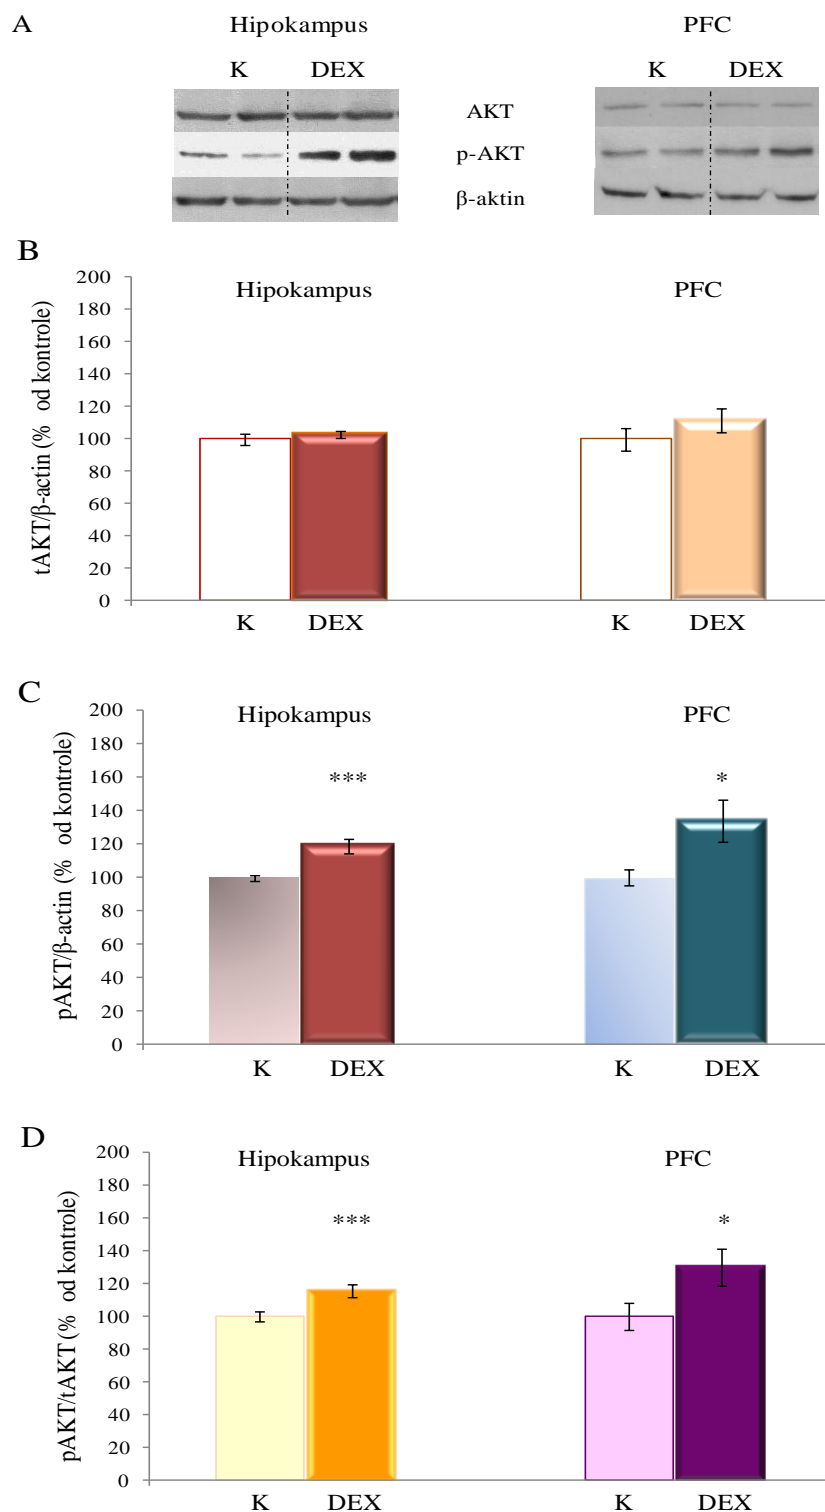 A
Hipokampus
PFC
K DEX
K DEX
AKT
p-AKT
β-aktin
B
tAKT/β-actin (% od kontrole)
200
180
160
140
120
100
80
60
40
20
0
Hipokampus
PFC
K DEX
K DEX
C
pAKT/β-actin (% od kontrole)
200
180
160
140
120
100
80
60
40
20
0
Hipokampus
PFC
***
*
K DEX
K DEX
D
pAKT/tAKT (% od kontrole)
200
180
160
140
120
100
80
60
40
20
0
Hipokampus
PFC
***
*
K DEX
K DEX